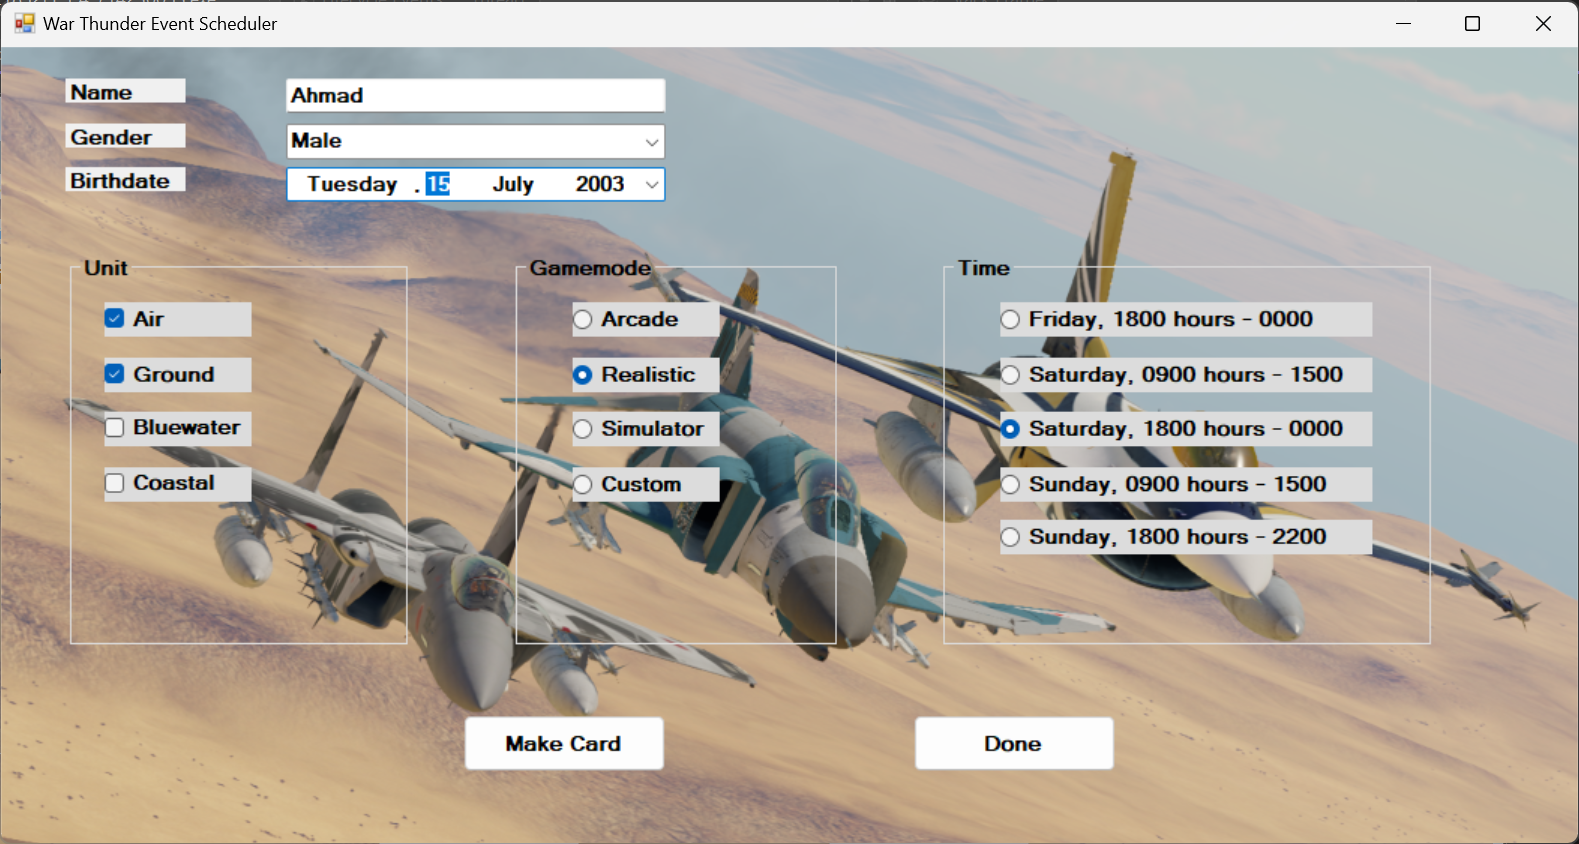 War Thunder Event Scheduler
Name
Ahmad
Gender
Male
Birthdate
Tuesday . 15 July 2003
Unit
Air
Ground
Bluewater
Coastal
Gamemode
Arcade
Realistic
Simulator
Custom
Time
Friday, 1800 hours - 0000
Saturday, 0900 hours - 1500
Saturday, 1800 hours - 0000
Sunday, 0900 hours - 1500
Sunday, 1800 hours - 2200
Make Card
Done